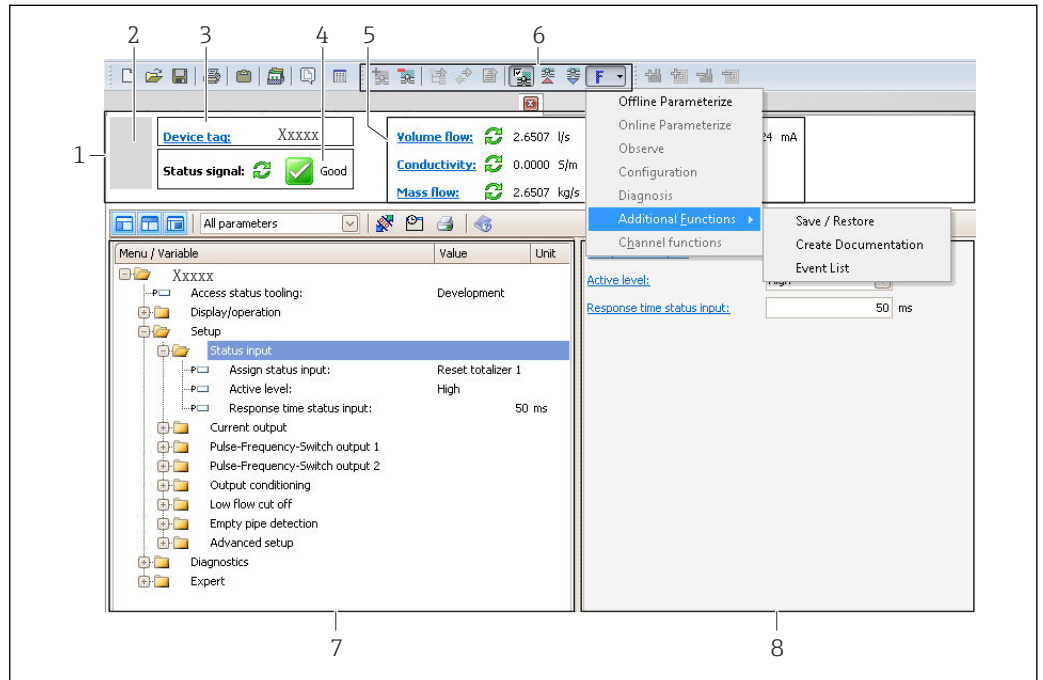 2 3 4 5 6
F
Offline Parameterize
Online Parameterize
Observe
Configuration
Diagnosis
Additional Functions
Channel functions
Save / Restore
Create Documentation
Event List
1
Device tag: Xxxxx
Status signal: Good
Volume flow: 2.6507 l/s
Conductivity: 0.0000 S/m
Mass flow: 2.6507 kg/s
24 mA
All parameters
Menu / Variable Value Unit
Xxxxx
Access status tooling: Development
Display/operation
Setup
Status input
Assign status input: Reset totalizer 1
Active level: High
Response time status input: 50 ms
Current output
Pulse-Frequency-Switch output 1
Pulse-Frequency-Switch output 2
Output conditioning
Low flow cut off
Empty pipe detection
Advanced setup
Diagnostics
Expert
Active level: High
Response time status input: 50 ms
7 8